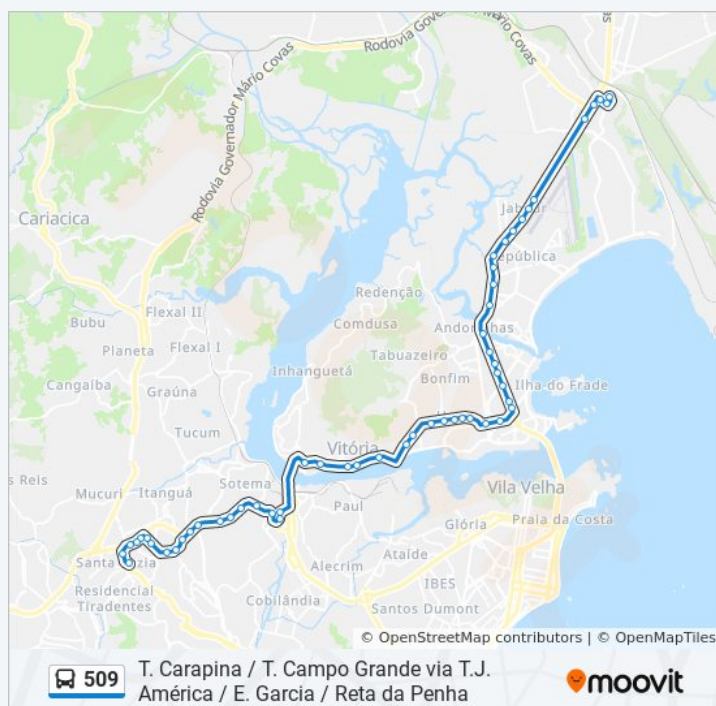 Rodovia Gover
Mário Covas
Rodovia Governador Mário Covas
Cariacica
Jabour
República
Redenção
Flexal II
Comdusa
Bubu
Planeta
Flexal I
Tabuazeiro
Inhanguetá
Bonfim
Cangaíba
Graúna
Ilha do Frade
Tucum
Vitória
Sotema
Mucuri
Itanguá
Paul
Vila Velha
Glória
Praia da Costa
Ataíde
Residencial
Tiradentes
Alecrim
IBES
Cobilândia
Santos Dumont
© OpenStreetMap contributors | © OpenMapTiles
509
T. Carapina / T. Campo Grande via T.J.
América / E. Garcia / Reta da Penha
moovit